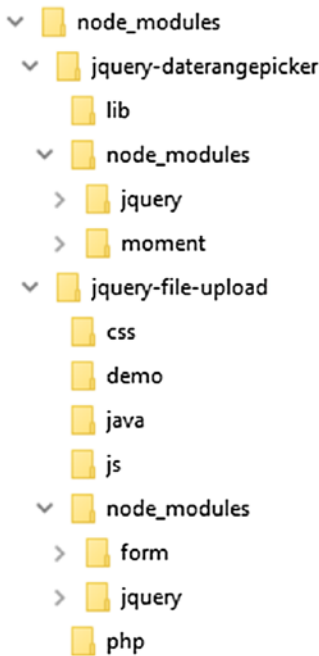 node_modules
jquery-daterangepicker
lib
node_modules
jquery
moment
jquery-file-upload
css
demo
java
js
node_modules
form
jquery
php